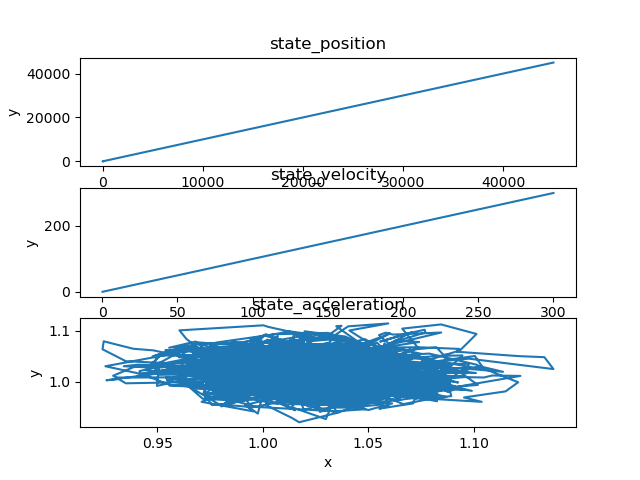 state_position
40000
20000
0
y
0 10000 20000 30000 40000
state_velocity
200
0
y
0 50 100 150 200 250 300
state_acceleration
1.1
1.0
y
0.95 1.00 1.05 1.10
x